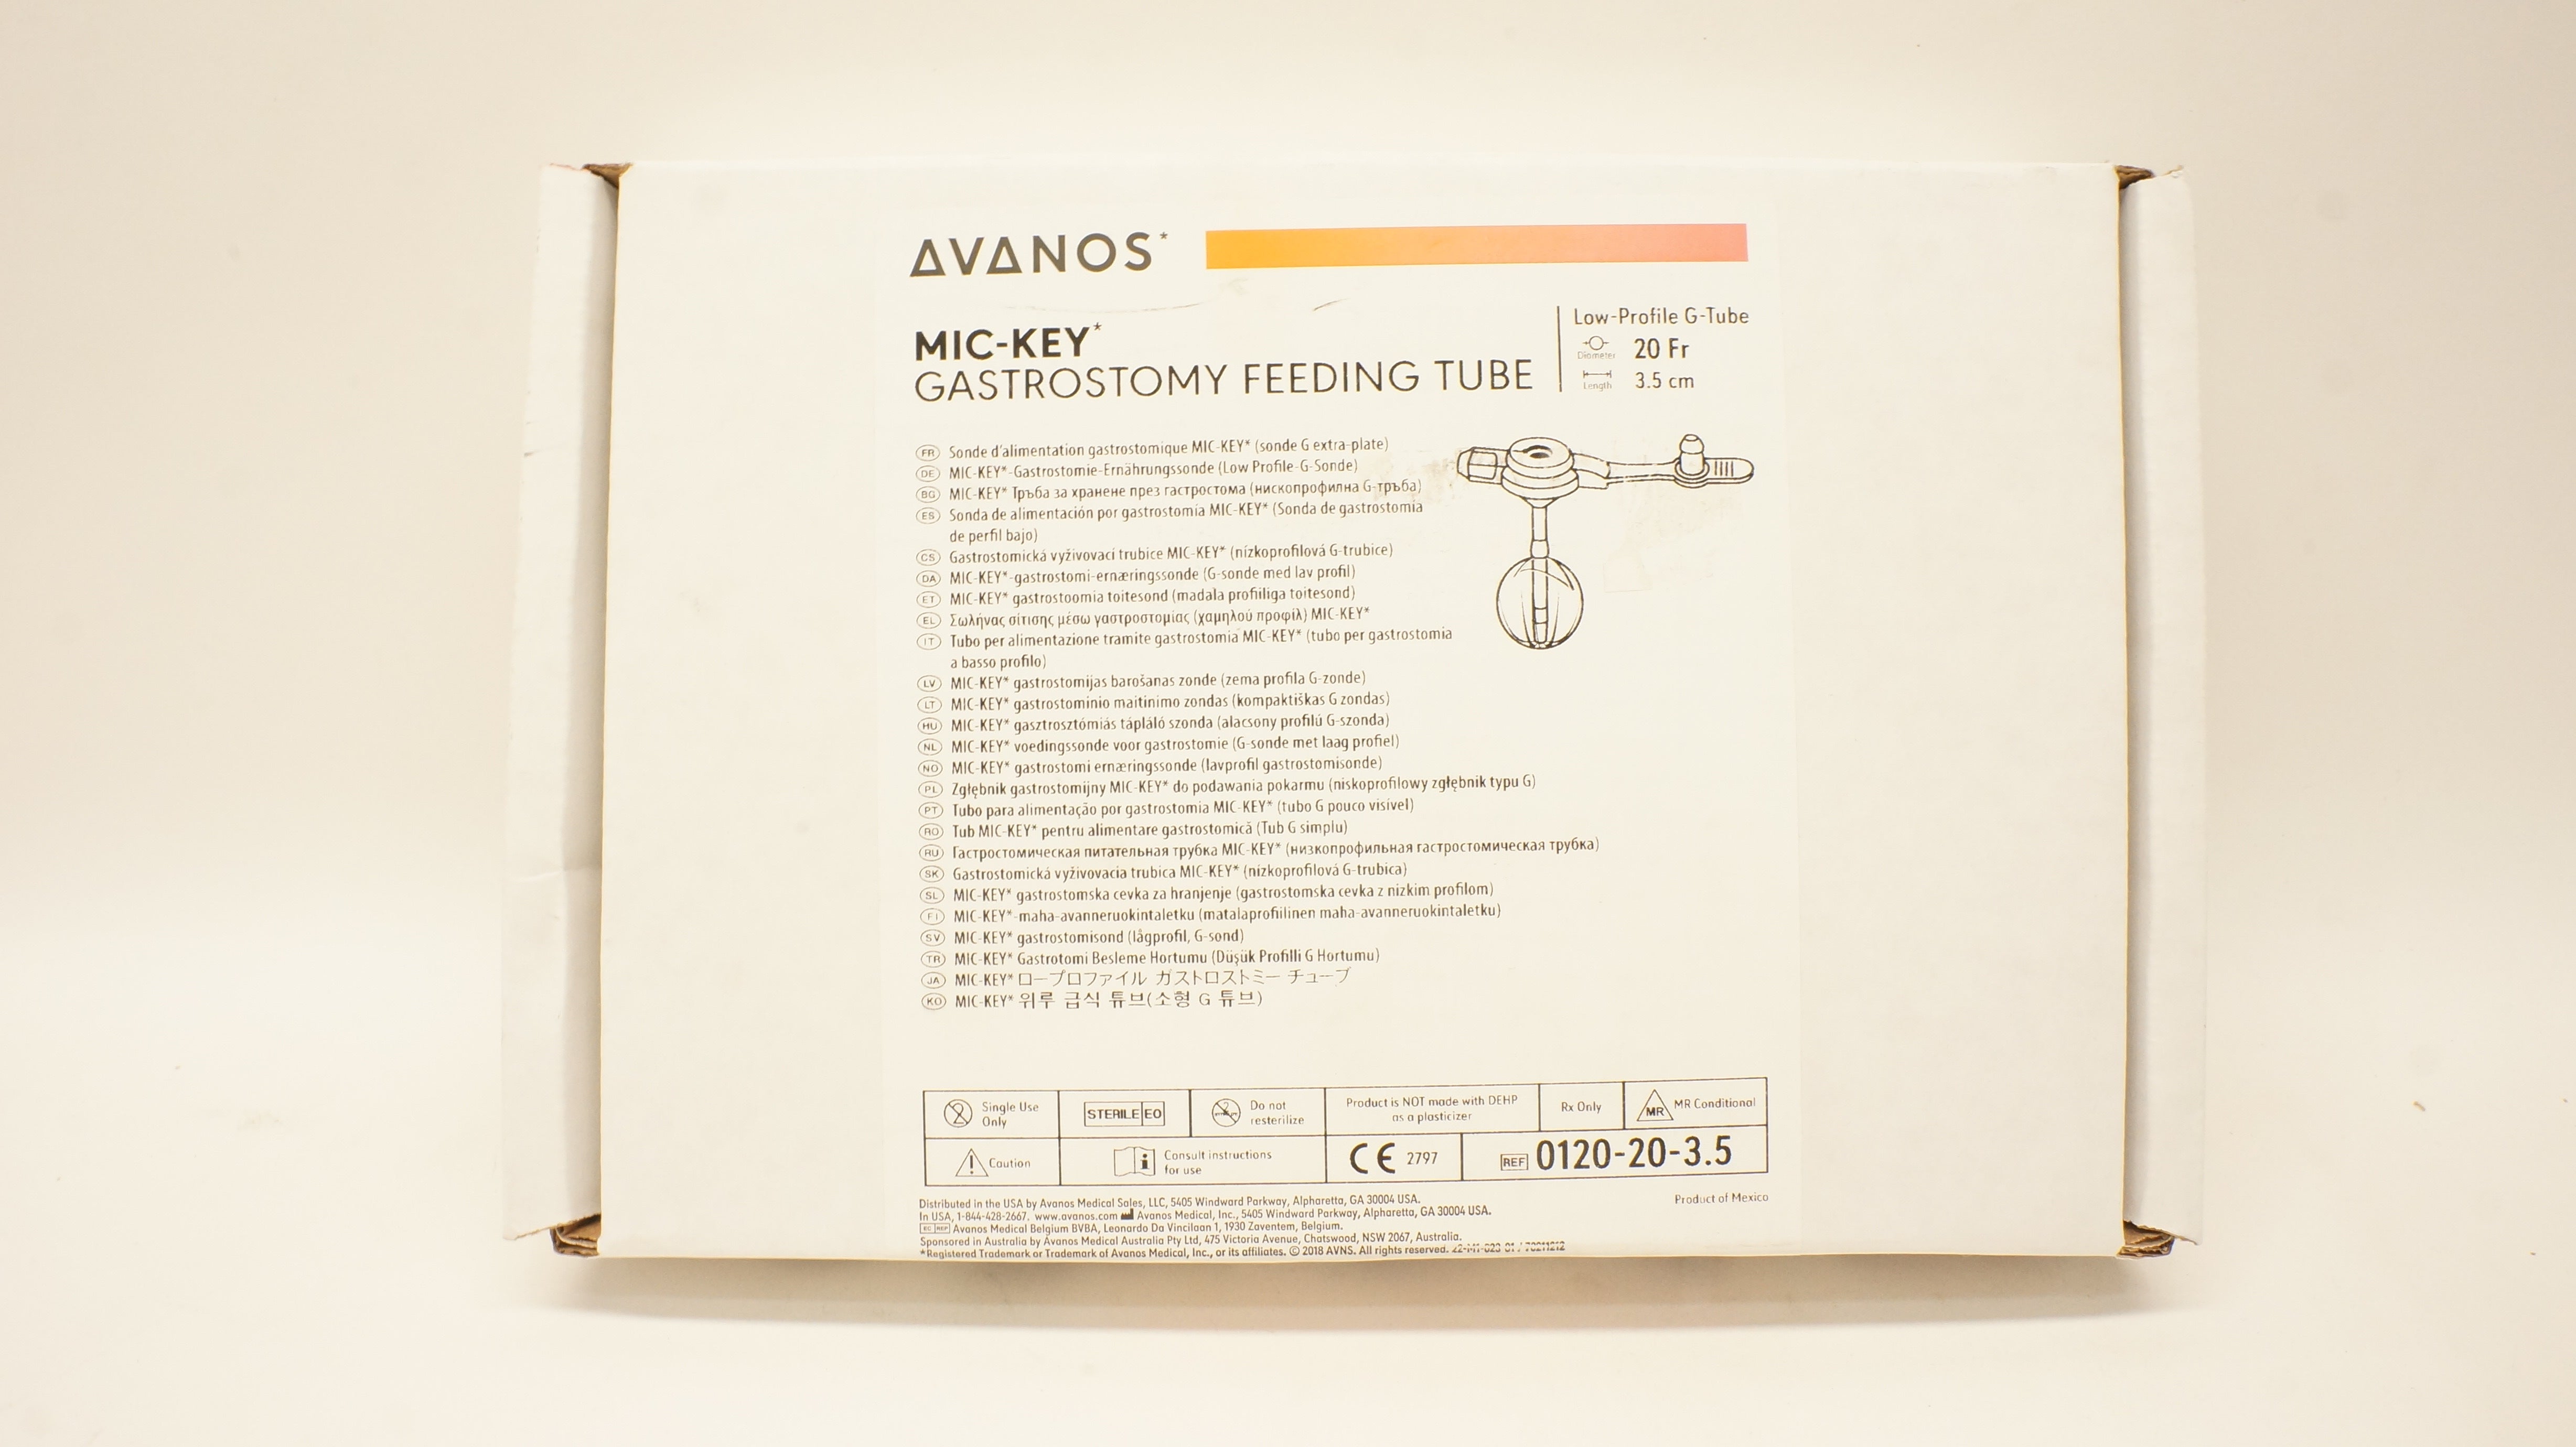 AVANOS*
MIC-KEY*
GASTROSTOMY FEEDING TUBE
Low-Profile G-Tube
Diameter 20 Fr
Length 3.5 cm
FR Sonde d'alimentation gastrostomique MIC-KEY* (sonde G extra-plate)
DE MIC-KEY*-Gastrostomie-Ernährungssonde (Low Profile-G-Sonde)
BG MIC-KEY* Тръба за хранене през гастростома (нископрофилна G-тръба)
ES Sonda de alimentación por gastrostomía MIC-KEY* (Sonda de gastrostomía
de perfil bajo)
CS Gastrostomická vyživovací trubice MIC-KEY* (nízkoprofilová G-trubice)
DA MIC-KEY*-gastrostomi-ernæringssonde (G-sonde med lav profil)
ET MIC-KEY* gastrostoomia toitesond (madala profiiliga toitesond)
EL Σωλήνας σίτισης μέσω γαστροστομίας (χαμηλού προφίλ) MIC-KEY*
IT Tubo per alimentazione tramite gastrostomia MIC-KEY* (tubo per gastrostomia
a basso profilo)
LV MIC-KEY* gastrostomijas barošanas zonde (zema profila G-zonde)
LT MIC-KEY* gastrostominio maitinimo zondas (kompaktiškas G zondas)
HU MIC-KEY* gasztrosztómiás tápláló szonda (alacsony profilú G-szonda)
NL MIC-KEY* voedingssonde voor gastrostomie (G-sonde met laag profiel)
NO MIC-KEY* gastrostomi ernæringssonde (lavprofil gastrostomisonde)
PL Zgłębnik gastrostomijny MIC-KEY* do podawania pokarmu (niskoprofilowy zgłębnik typu G)
PT Tubo para alimentação por gastrostomia MIC-KEY* (tubo G pouco visível)
RO Tub MIC-KEY* pentru alimentare gastrostomică (Tub G simplu)
RU Гастростомическая питательная трубка MIC-KEY* (низкопрофильная гастростомическая трубка)
SK Gastrostomická vyživovacia trubica MIC-KEY* (nízkoprofilová G-trubica)
SL MIC-KEY* gastrostomska cevka za hranjenje (gastrostomska cevka z nizkim profilom)
FI MIC-KEY*-maha-avanneruokintaletku (matalaprofiilinen maha-avanneruokintaletku)
SV MIC-KEY* gastrostomisond (lågprofil, G-sond)
TR MIC-KEY* Gastrotomi Besleme Hortumu (Düşük Profilli G Hortumu)
JA MIC-KEY* ロープロファイル ガストロストミー チューブ
KO MIC-KEY* 위루 급식 튜브(소형 G 튜브)
2 Single Use
Only
STERILE EO
Do not
resterilize
Product is NOT made with DEHP
as a plasticizer
Rx Only
MR MR Conditional
Caution
Consult instructions
for use
CE 2797
REF 0120-20-3.5
Distributed in the USA by Avanos Medical Sales, LLC, 5405 Windward Parkway, Alpharetta, GA 30004 USA.
Product of Mexico
In USA, 1-844-428-2667, www.avanos.com Avanos Medical, Inc., 5405 Windward Parkway, Alpharetta, GA 30004 USA.
EC REP Avanos Medical Belgium BVBA, Leonardo Da Vincilaan 1, 1930 Zaventem, Belgium.
Sponsored in Australia by Avanos Medical Australia Pty Ltd, 475 Victoria Avenue, Chatswood, NSW 2067, Australia.
*Registered Trademark or Trademark of Avanos Medical, Inc., or its affiliates. © 2018 AVNS. All rights reserved.